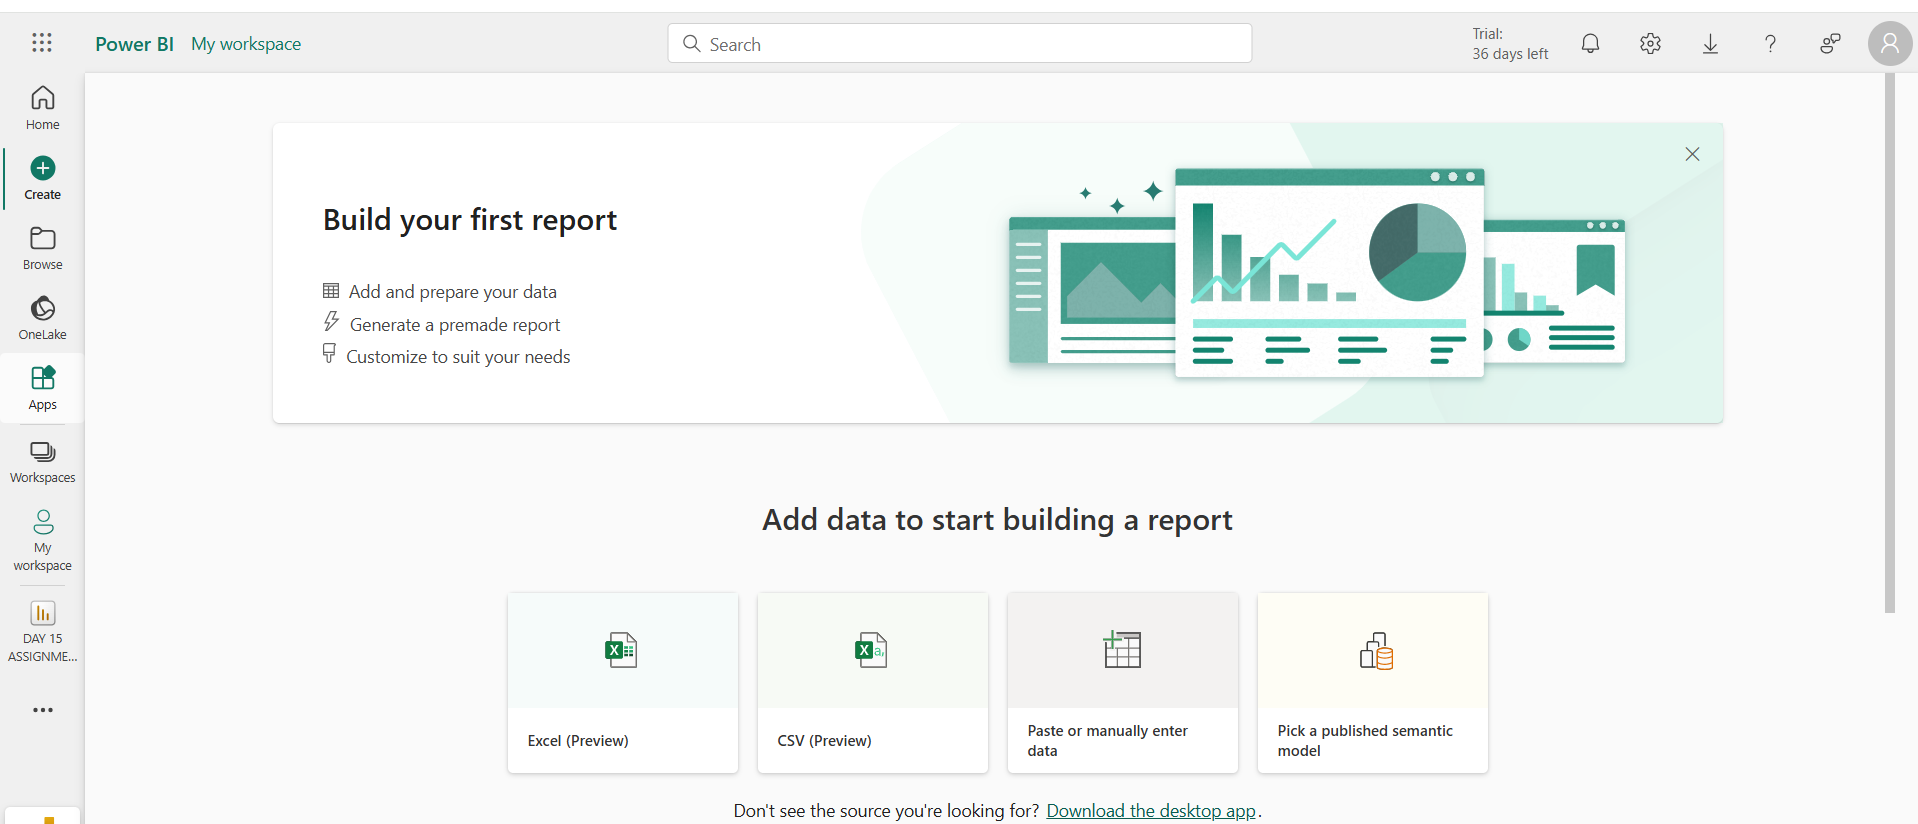 Power BI My workspace
Search
Trial:
36 days left
Home
Create
Browse
OneLake
Apps
Workspaces
My
workspace
DAY 15
ASSIGNME...
Build your first report
Add and prepare your data
Generate a premade report
Customize to suit your needs
Add data to start building a report
Excel (Preview)
CSV (Preview)
Paste or manually enter
data
Pick a published semantic
model
Don't see the source you're looking for? Download the desktop app.